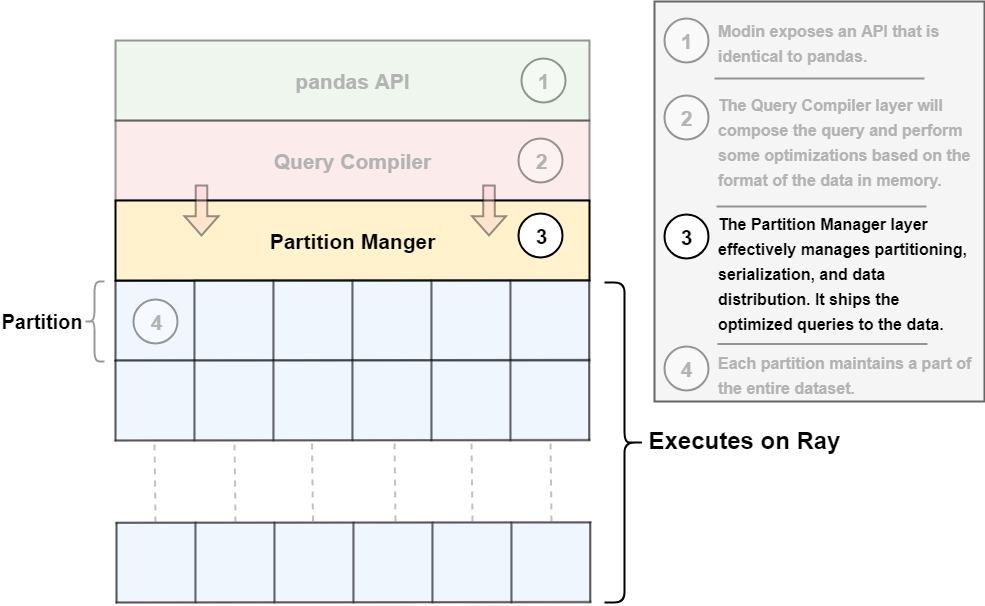 pandas API
1
Query Compiler
2
Partition Manger
3
Partition
4
Executes on Ray
1
Modin exposes an API that is
identical to pandas.
2
The Query Compiler layer will
compose the query and perform
some optimizations based on the
format of the data in memory.
3
The Partition Manager layer
effectively manages partitioning,
serialization, and data
distribution. It ships the
optimized queries to the data.
4
Each partition maintains a part of
the entire dataset.